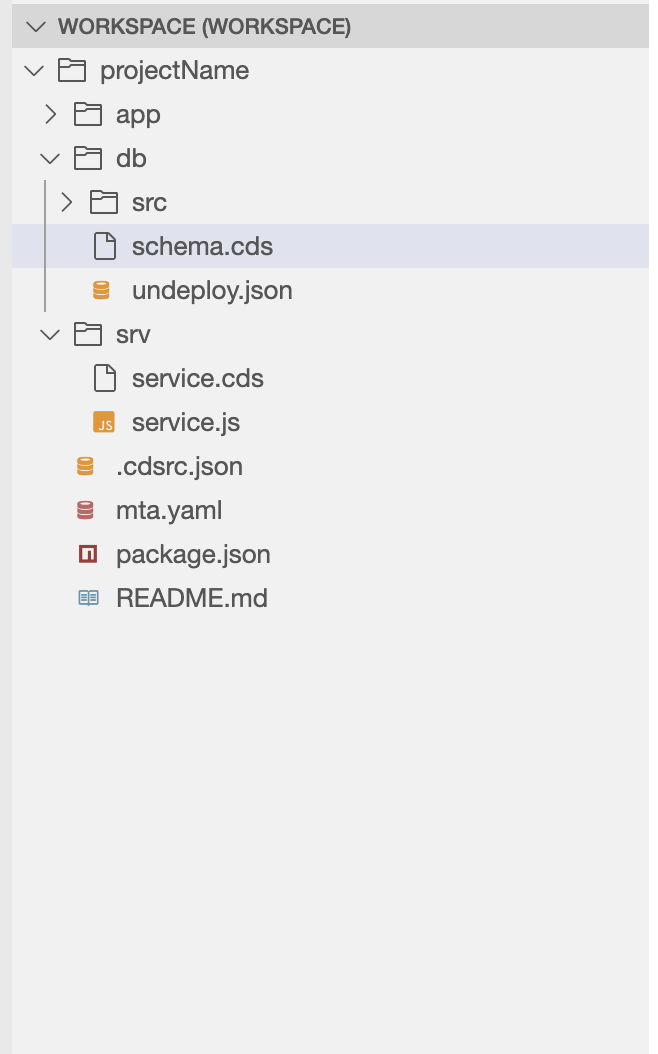 WORKSPACE (WORKSPACE)
projectName
app
db
src
schema.cds
undeploy.json
srv
service.cds
JS service.js
.cdsrc.json
mta.yaml
package.json
README.md